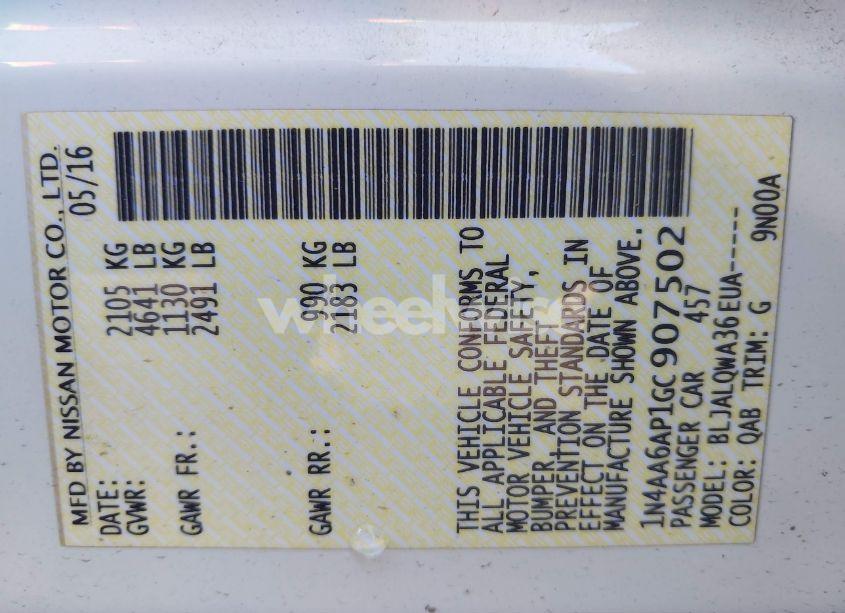 MFD BY NISSAN MOTOR CO., LTD.
DATE: 05/16
GVWR: 2105 KG
4641 LB
GAWR FR.: 1130 KG
2491 LB
GAWR RR.: 990 KG
2183 LB
THIS VEHICLE CONFORMS TO
ALL APPLICABLE FEDERAL
MOTOR VEHICLE SAFETY,
BUMPER, AND THEFT
PREVENTION STANDARDS IN
EFFECT ON THE DATE OF
MANUFACTURE SHOWN ABOVE.
1N4AA6AP1GC907502
PASSENGER CAR 457
MODEL: BLJALQWA36EUA-----
COLOR: QAB TRIM: G 9N00A